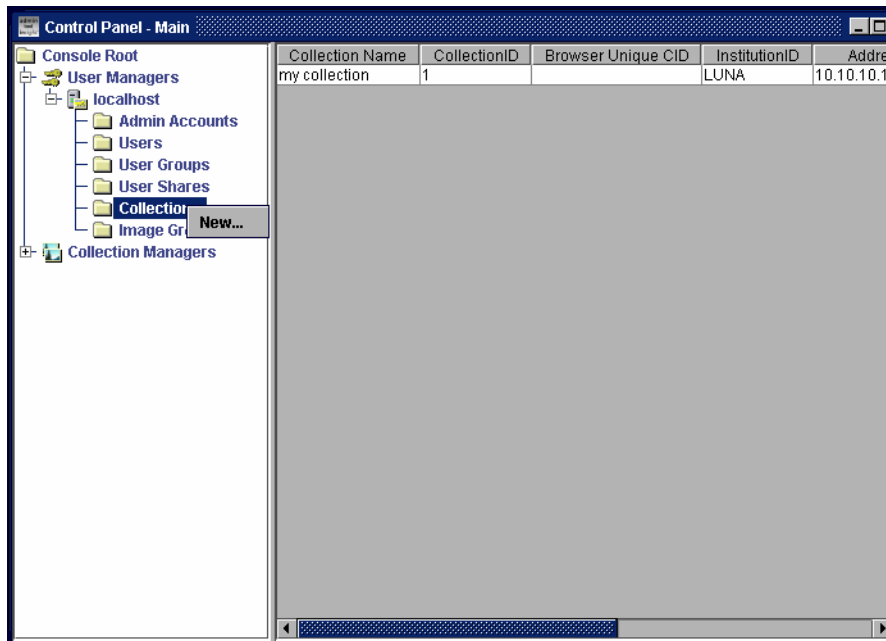 Control Panel - Main
Console Root
User Managers
localhost
Admin Accounts
Users
User Groups
User Shares
Collection
New...
Image Gr
Collection Managers
Collection Name CollectionID Browser Unique CID InstitutionID Addre
my collection 1 LUNA 10.10.10.1